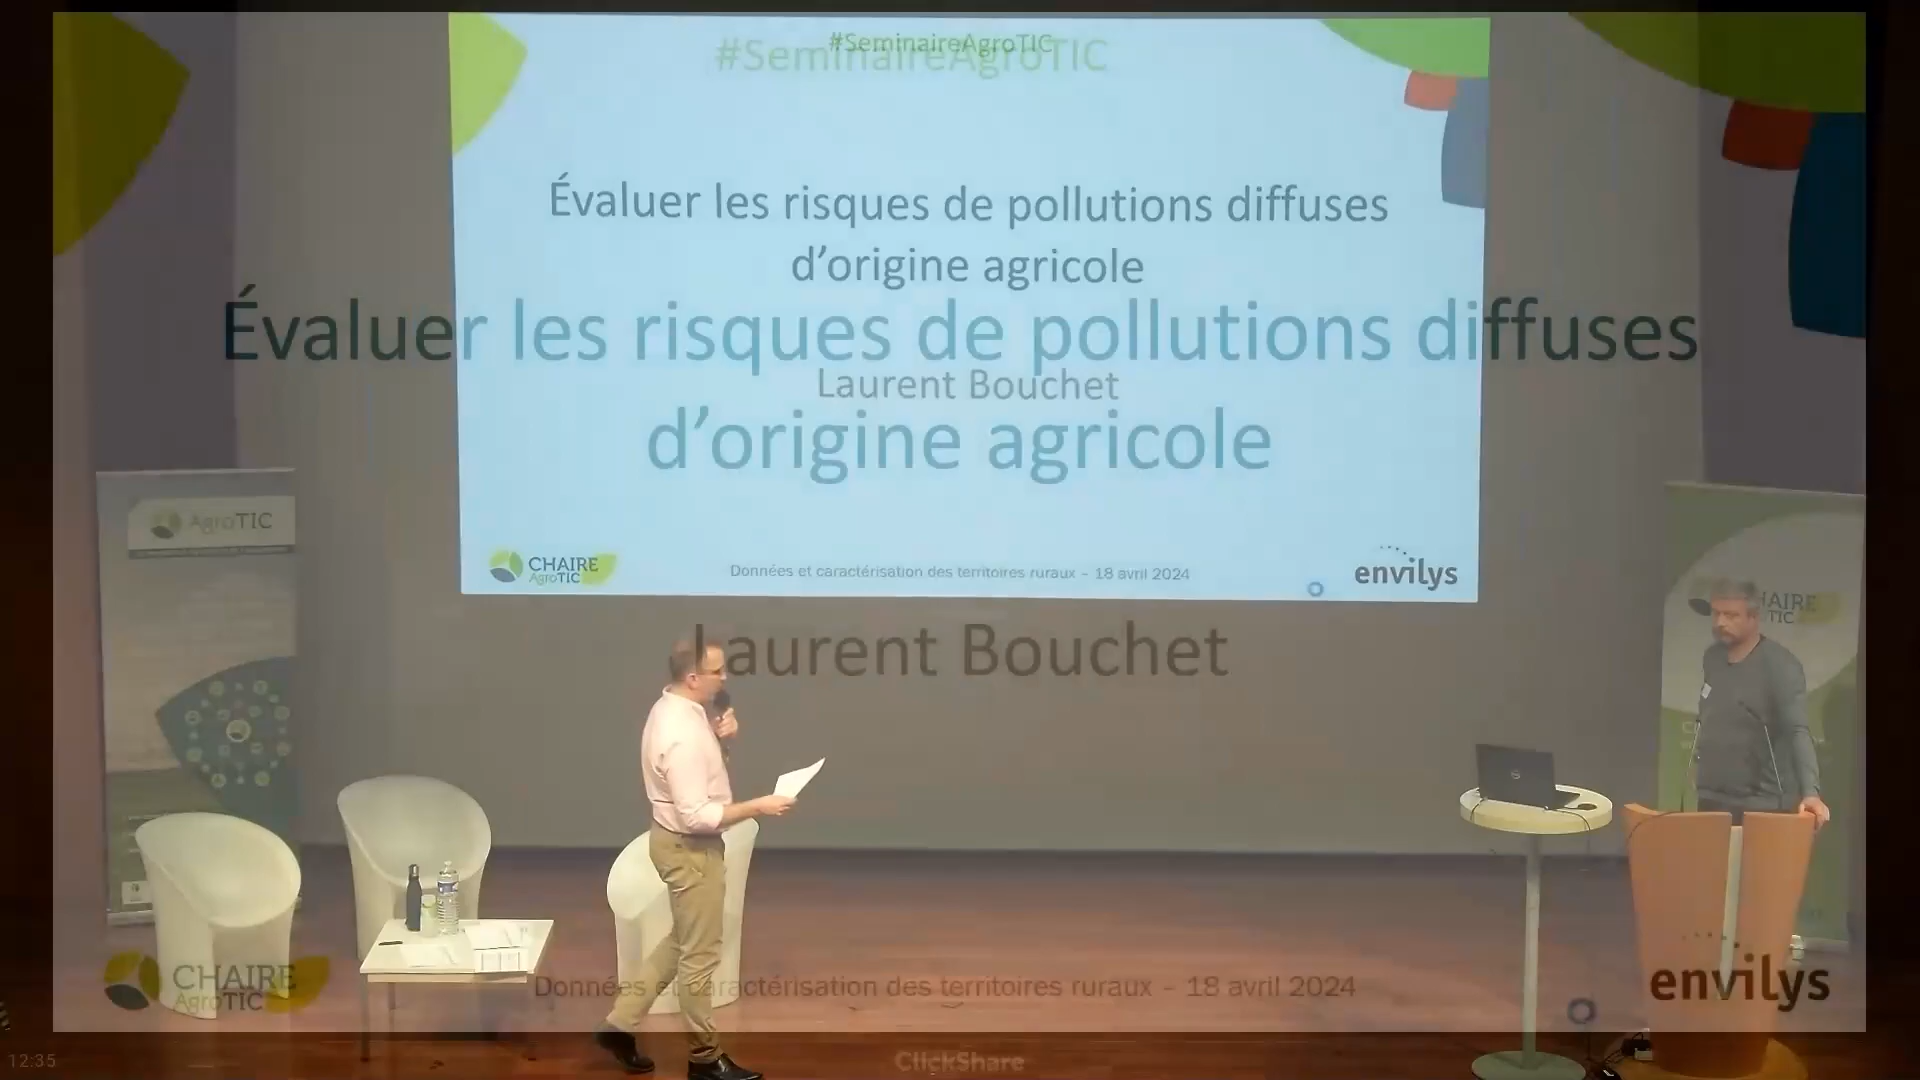 #SeminaireAgroTIC
#SeminaireAgroTIC
Évaluer les risques de pollutions diffuses
d’origine agricole
Évaluer les risques de pollutions diffuses
Laurent Bouchet
d’origine agricole
AgroTIC
CHAIRE
AgroTIC
Données et caractérisation des territoires ruraux - 18 avril 2024
envilys
Laurent Bouchet
CHAIRE
AgroTIC
Données et caractérisation des territoires ruraux - 18 avril 2024
envilys
12:35
ClickShare